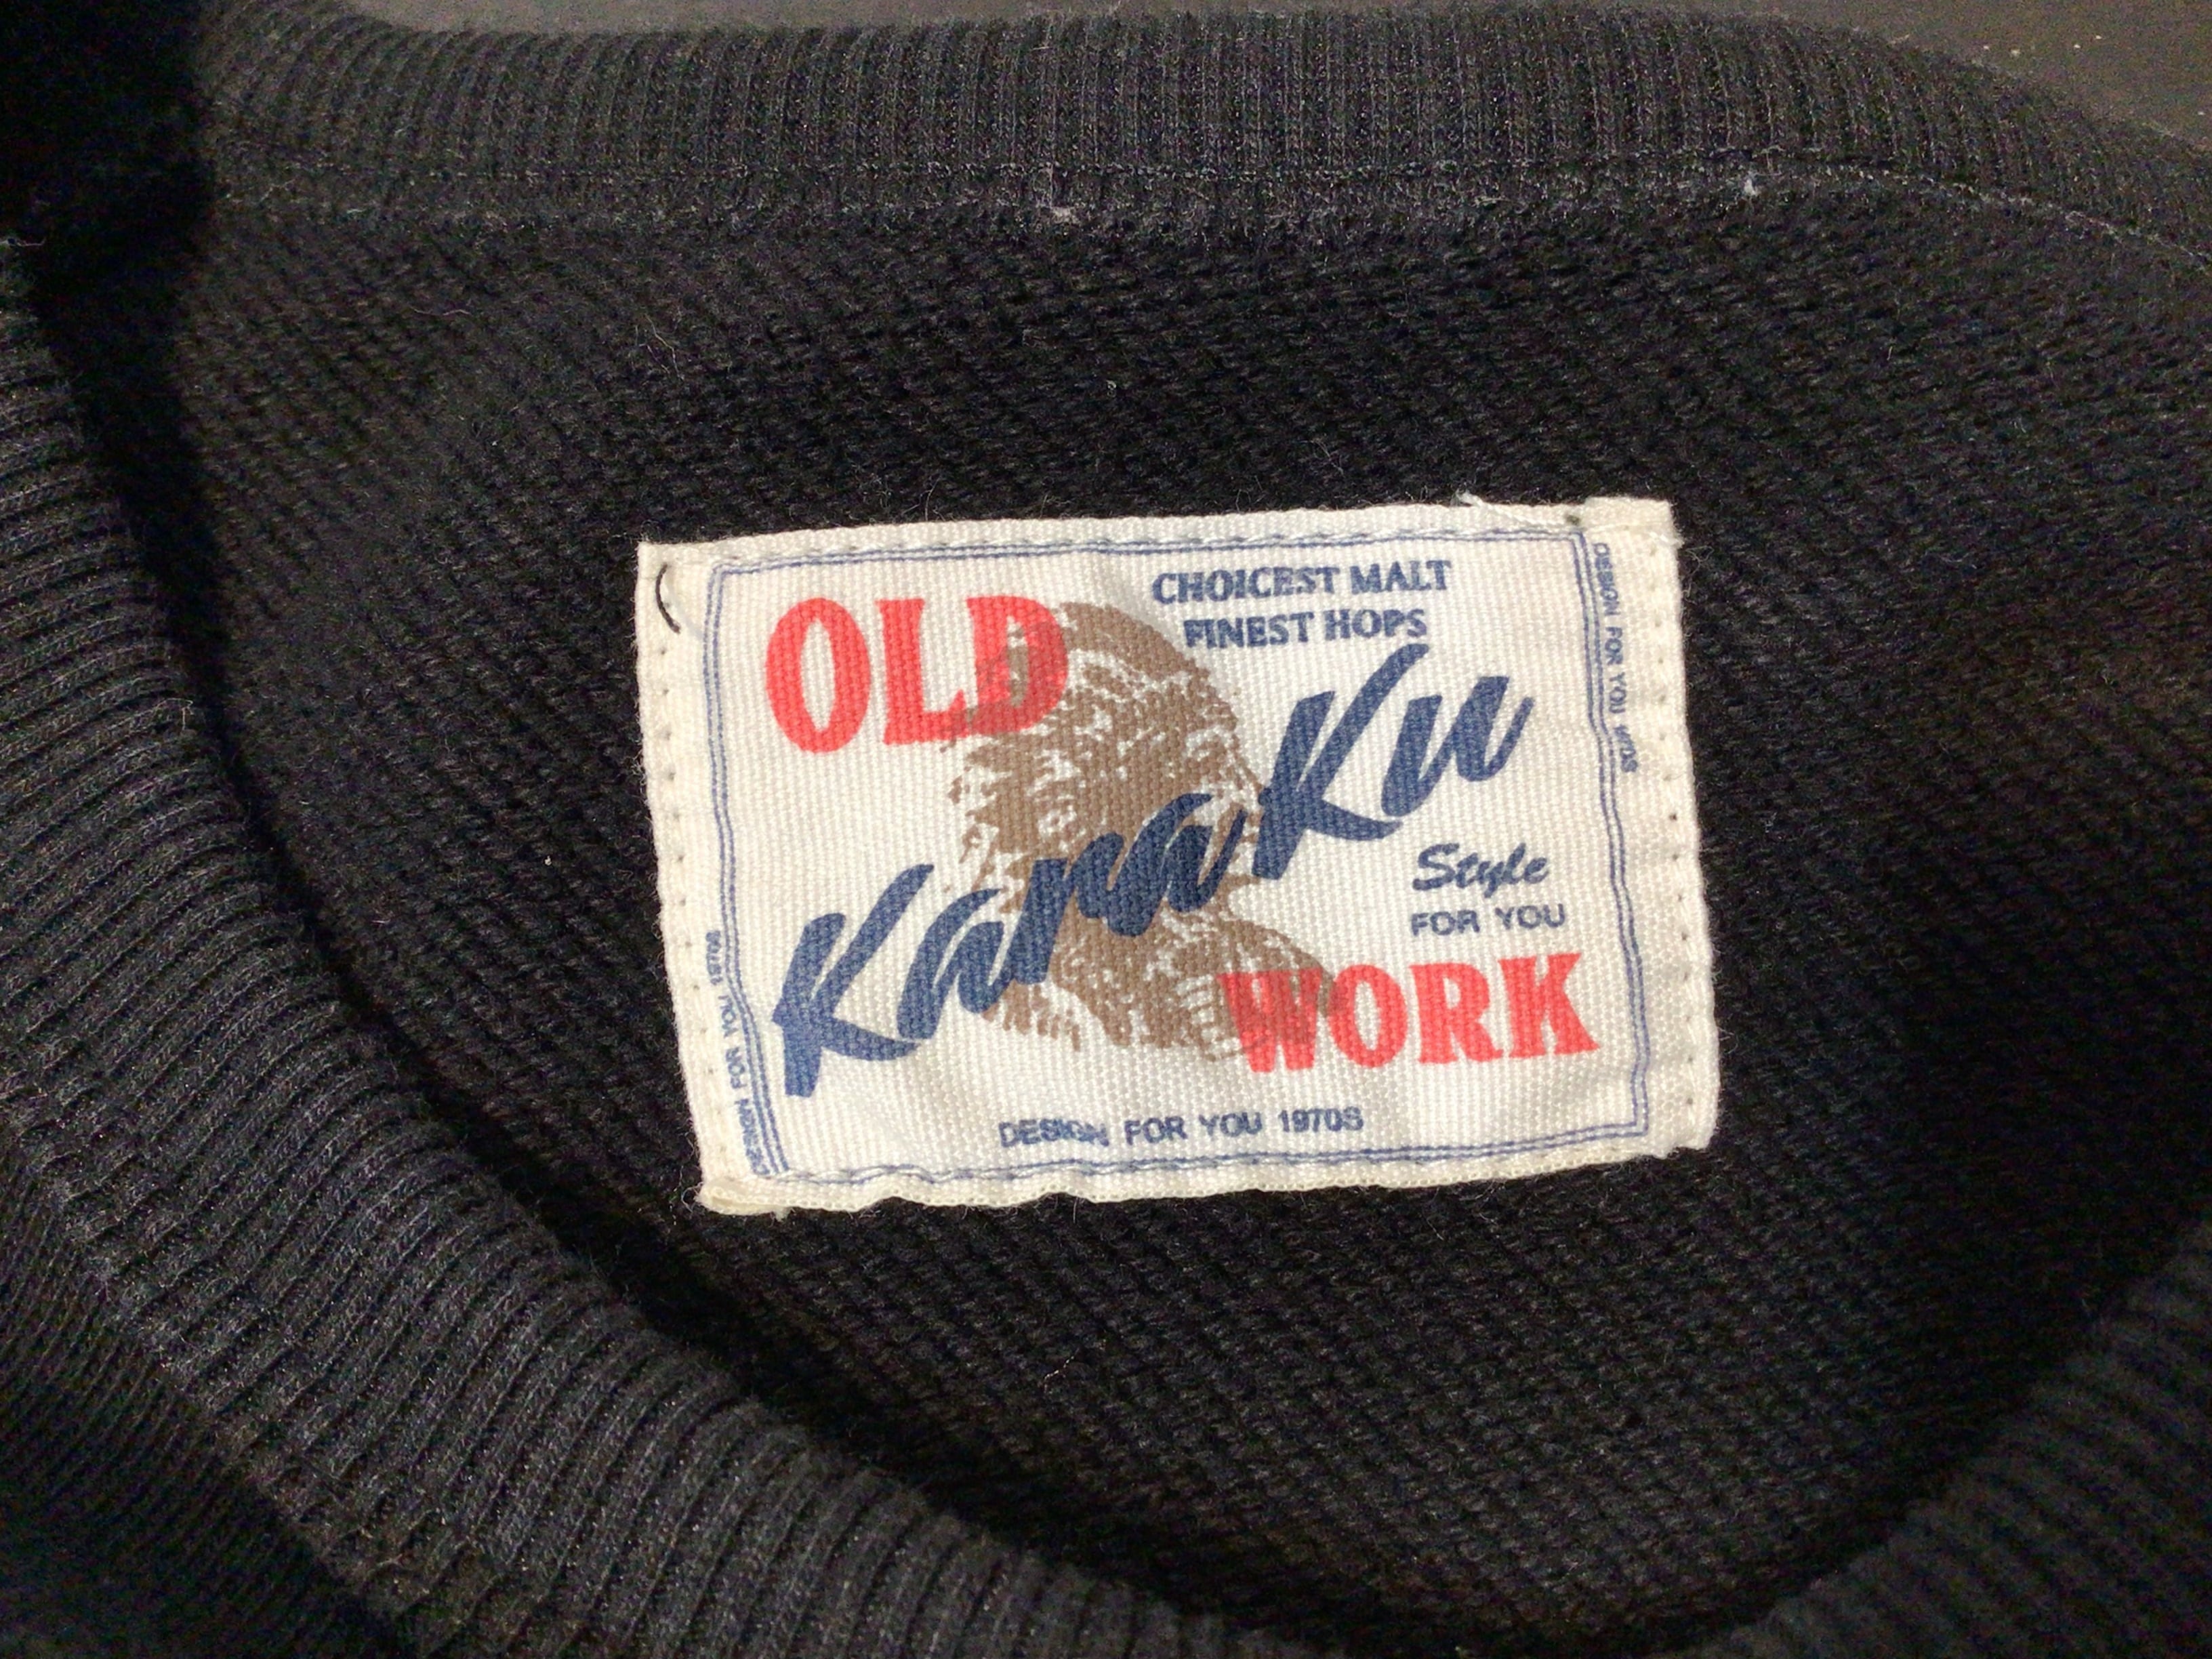 OLD
CHOICEST MALT
FINEST HOPS
KanaKu
Style
FOR YOU
WORK
DESIGN FOR YOU 1970S
DESIGN FOR YOU 1970S
DESIGN FOR YOU 1970S